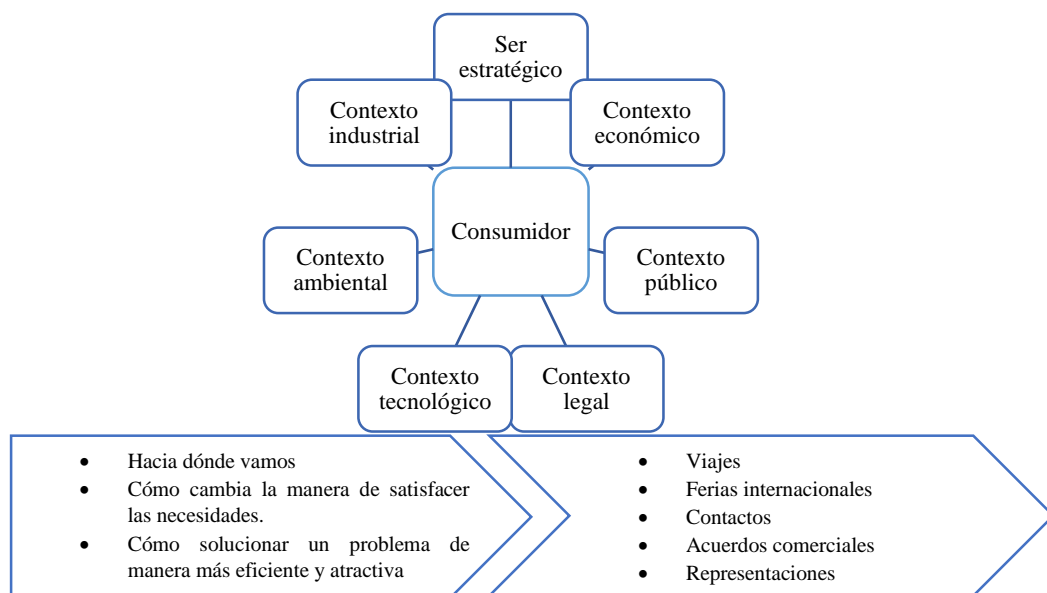 Ser
estratégico
Contexto
industrial
Contexto
económico
Consumidor
Contexto
ambiental
Contexto
público
Contexto
tecnológico
Contexto
legal
• Hacia dónde vamos
• Cómo cambia la manera de satisfacer
las necesidades.
• Cómo solucionar un problema de
manera más eficiente y atractiva
• Viajes
• Ferias internacionales
• Contactos
• Acuerdos comerciales
• Representaciones